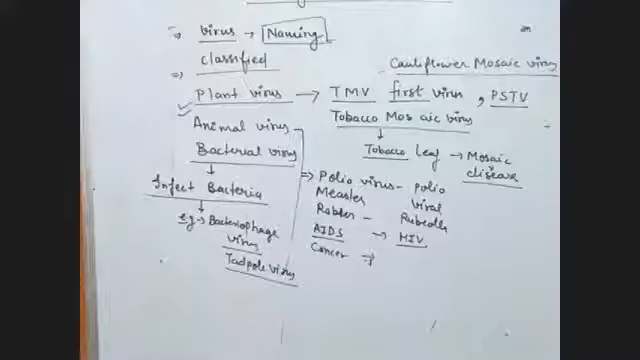 ⇒ Virus → Naming
Classified
⇒
Cauliflower Mosaic virus
Plant virus → TMV first virus , PSTV
Tobacco Mosaic virus
Animal virus
Bacterial virus
↓
Tobacco Leaf → Mosaic
disease
↓
Infect Bacteria
↓
eg → Bacteriophage
virus
Tadpole virus
⇒ Polio virus - polio
Measles viral
Rabies - Rubeolla
AIDS → HIV
Cancer ⇒